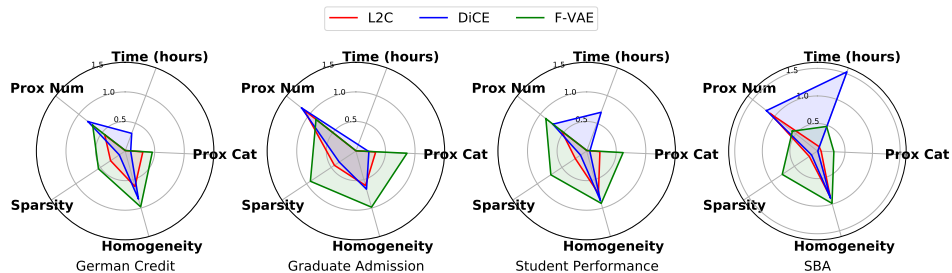 L2C DiCE F-VAE
Time (hours) Time (hours) Time (hours) Time (hours)
1.5 1.5 1.5 1.5
Prox Num Prox Num Prox Num Prox Num
1.0 1.0 1.0 1.0
0.5 0.5 0.5 0.5
Prox Cat Prox Cat Prox Cat Prox Cat
Sparsity Sparsity Sparsity Sparsity
Homogeneity Homogeneity Homogeneity Homogeneity
German Credit Graduate Admission Student Performance SBA